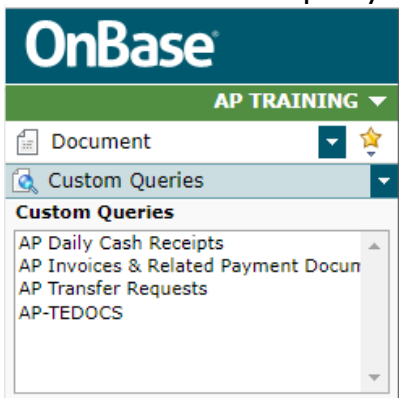 OnBase
AP TRAINING
Document
Custom Queries
Custom Queries
AP Daily Cash Receipts
AP Invoices & Related Payment Docum
AP Transfer Requests
AP-TEDOCS